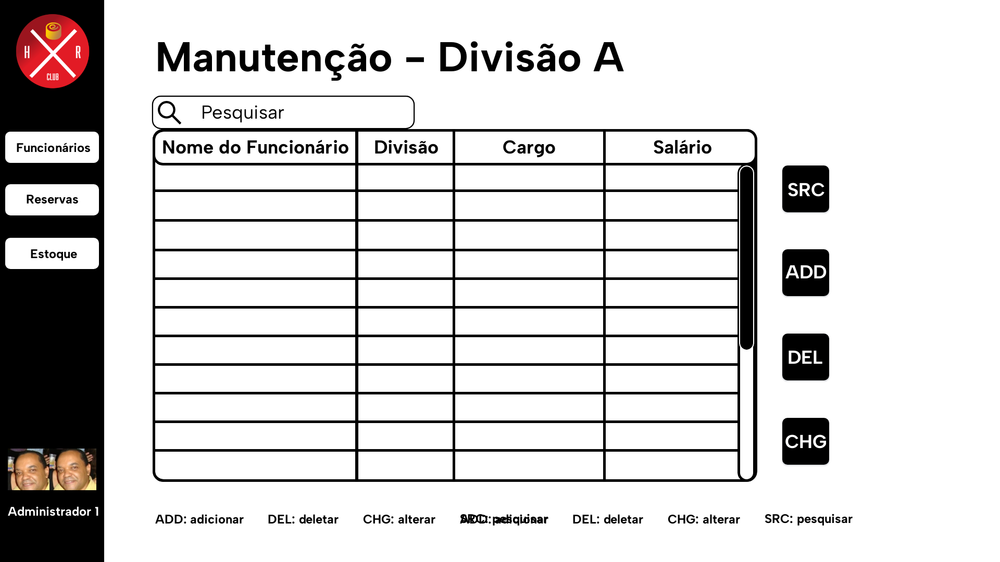 H R
CLUB
Funcionários
Reservas
Estoque
Administrador 1
Manutenção - Divisão A
Pesquisar
Nome do Funcionário Divisão Cargo Salário
SRC
ADD
DEL
CHG
ADD: adicionar DEL: deletar CHG: alterar SRC: pesquisar ADD: adicionar DEL: deletar CHG: alterar SRC: pesquisar